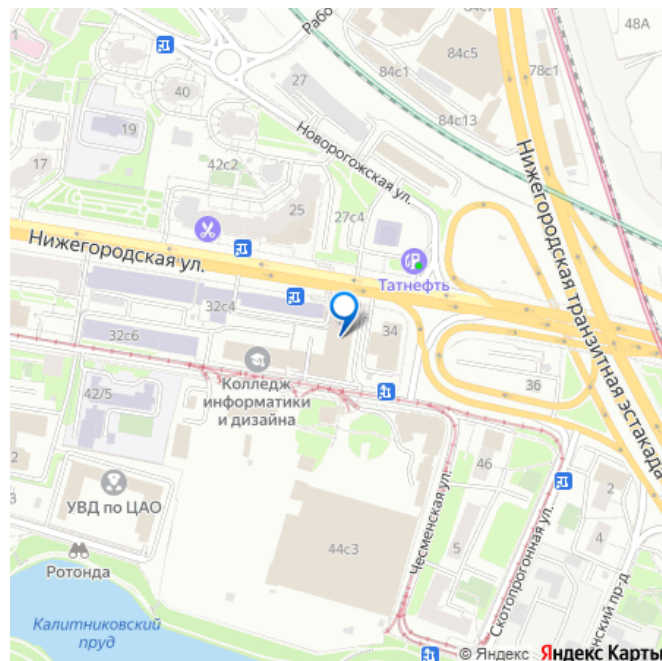 48А
84с1
84с5
78с1
27
40
84с13
19
Новорогожская ул.
42с2
17
25
27с4
Нижегородская ул.
Татнефть
Нижегородская транзитная эстакада
32с4
34
32с6
36
42/5
Колледж
информатики
и дизайна
УВД по ЦАО
46
2
2
Чесменская ул.
Скотопрогонная ул.
4
5
44с3
Ротонда
Калитниковский
пруд
© Яндекс Яндекс Карты